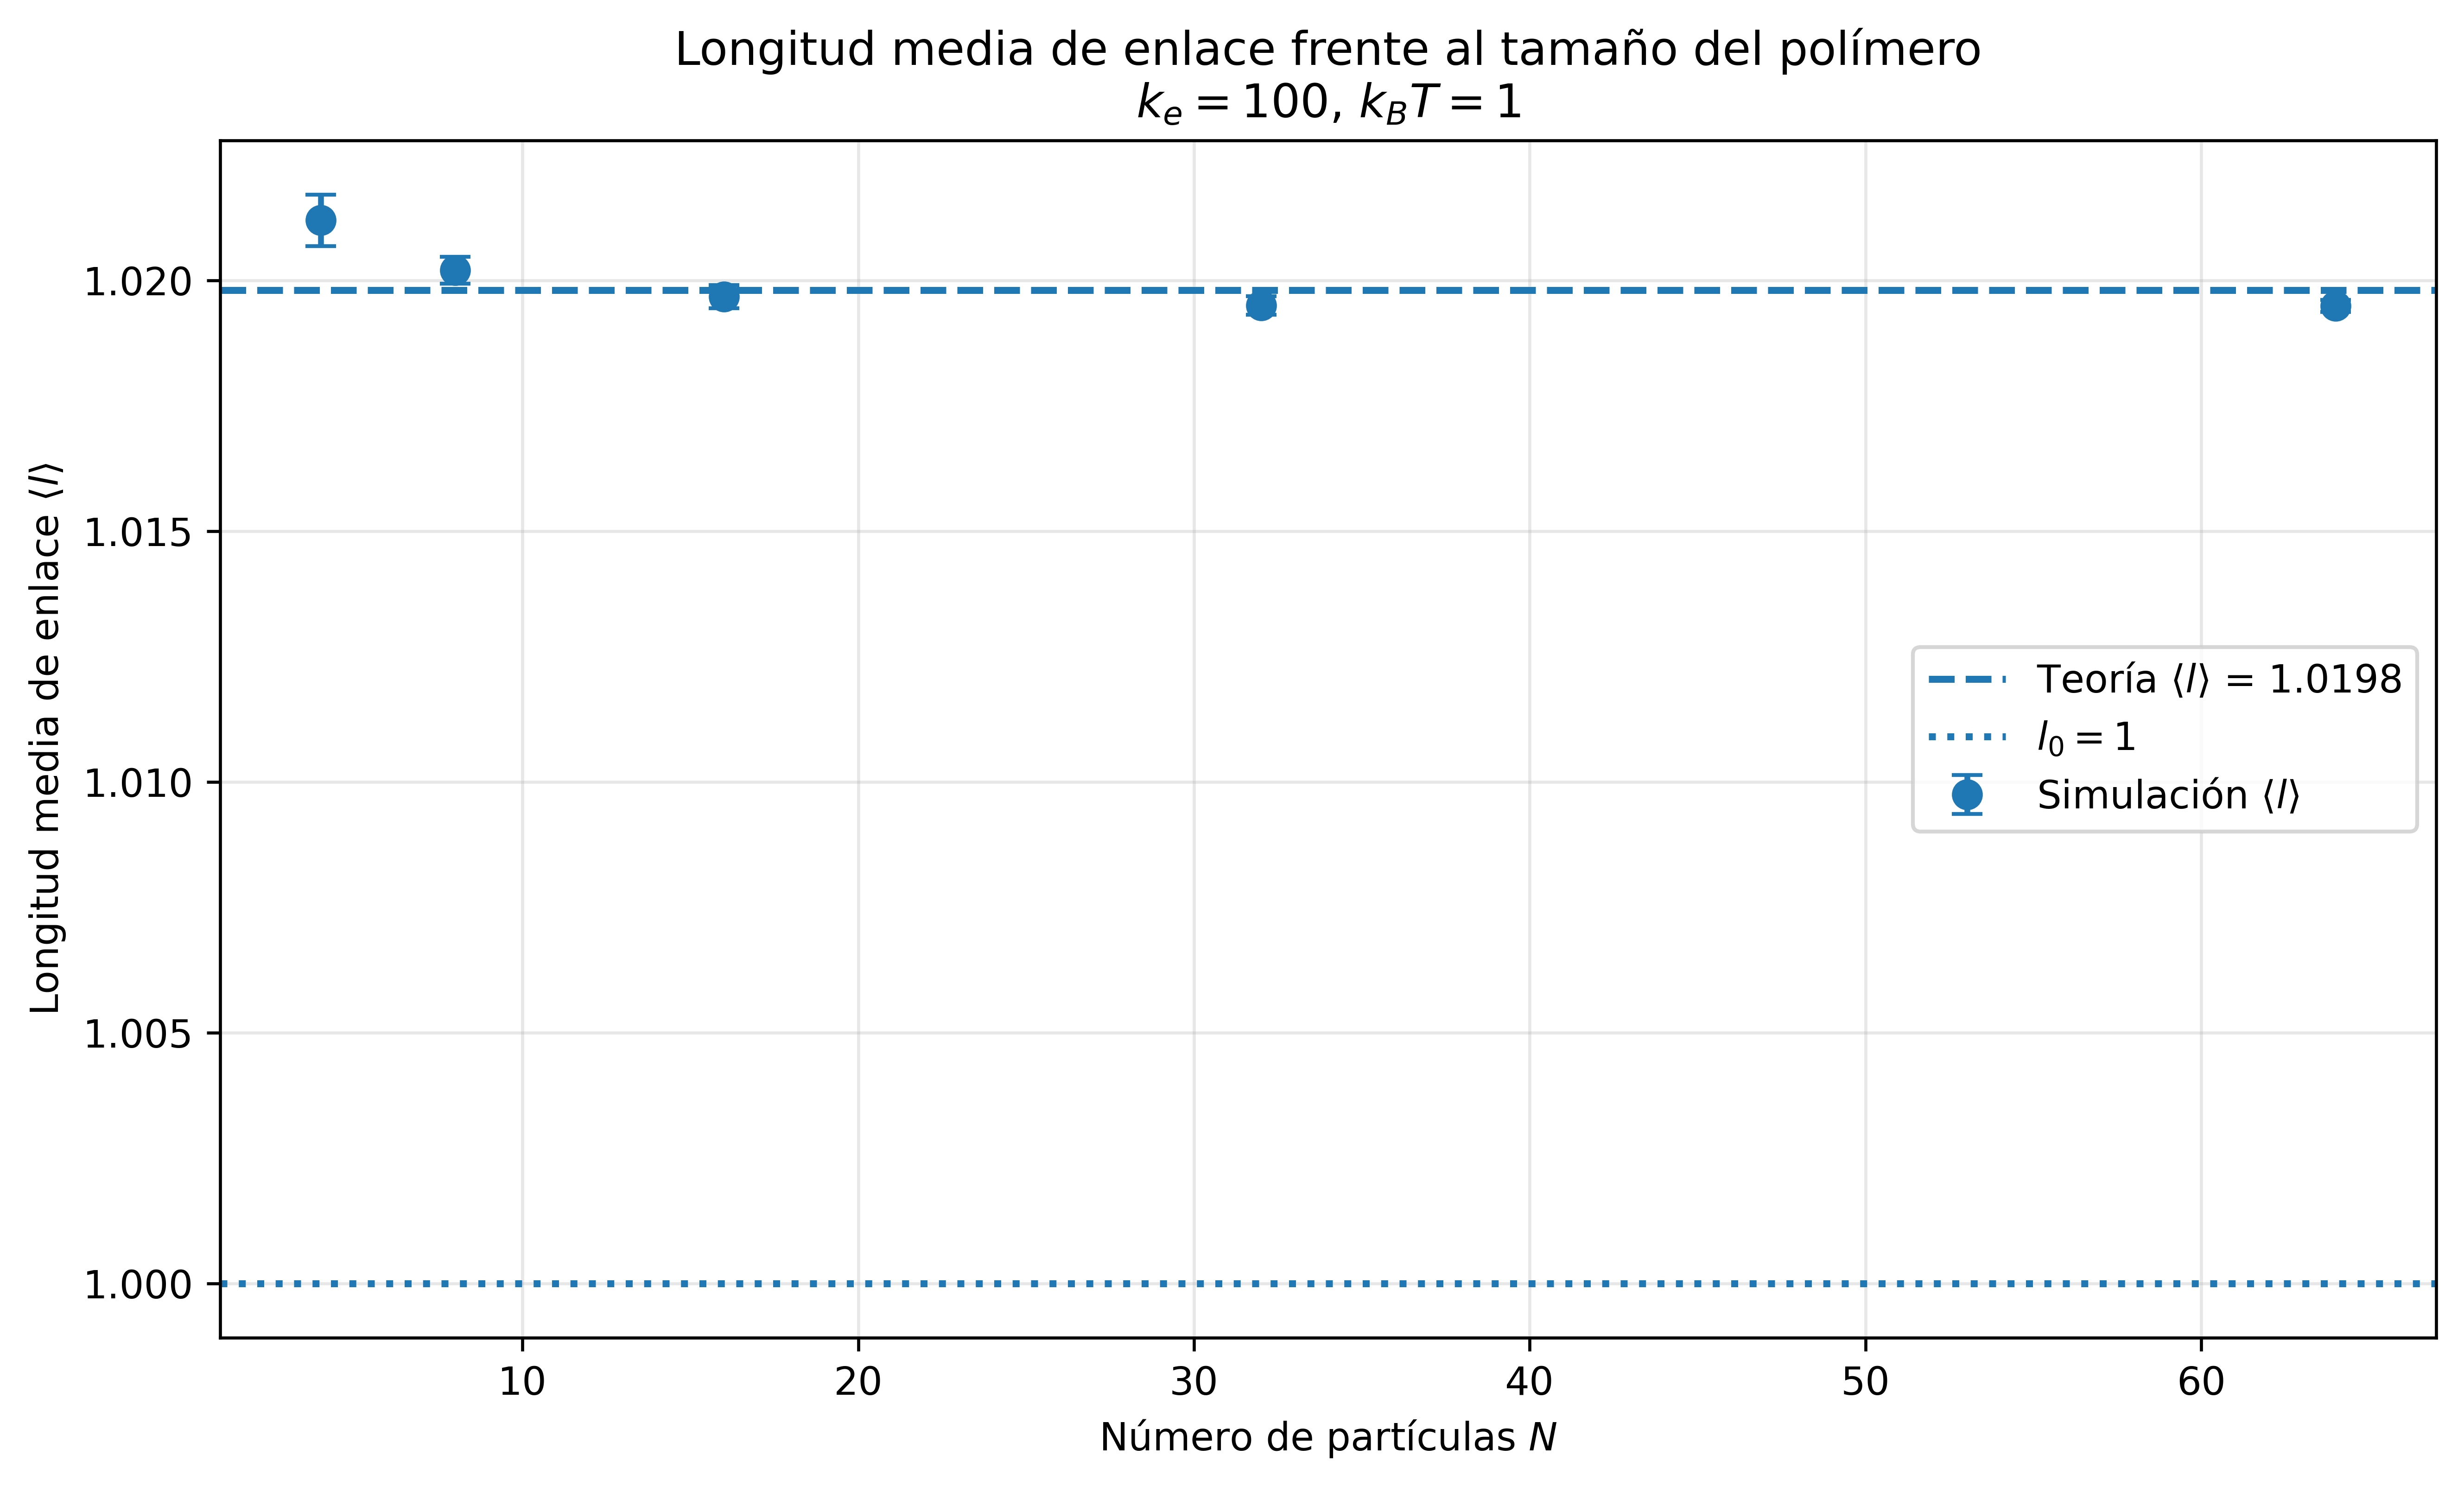 Longitud media de enlace frente al tamaño del polímero
k_e = 100, k_BT = 1
Longitud media de enlace ⟨l⟩
1.020
1.015
1.010
1.005
1.000
Teoría ⟨l⟩ = 1.0198
l_0 = 1
Simulación ⟨l⟩
10 20 30 40 50 60
Número de partículas N